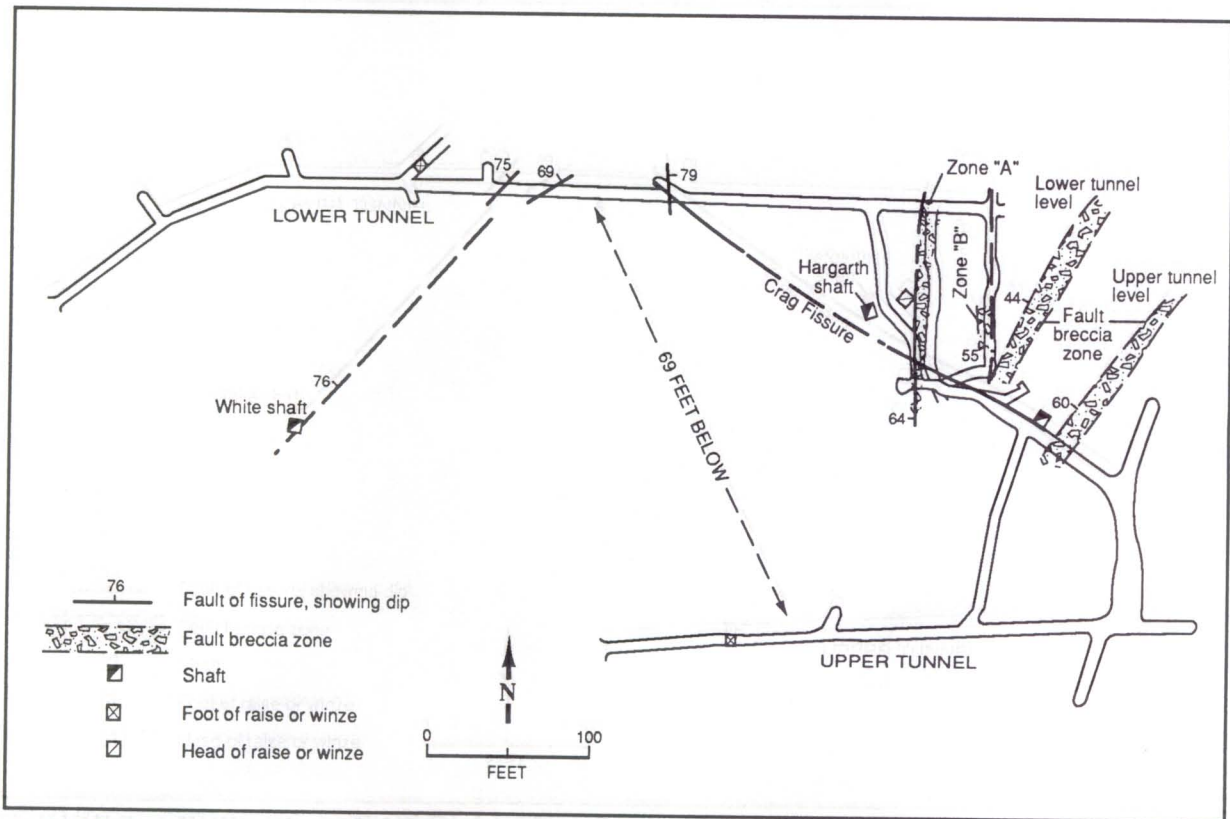 75
69
79
Zone "A"
Lower tunnel
level
LOWER TUNNEL
Hargarth
shaft
Zone "B"
Upper tunnel
level
44
Fault
breccia
zone
Crag Fissure
55
76
White shaft
69 FEET BELOW
64
60
76
Fault of fissure, showing dip
Fault breccia zone
Shaft
Foot of raise or winze
Head of raise or winze
N
0
100
FEET
UPPER TUNNEL